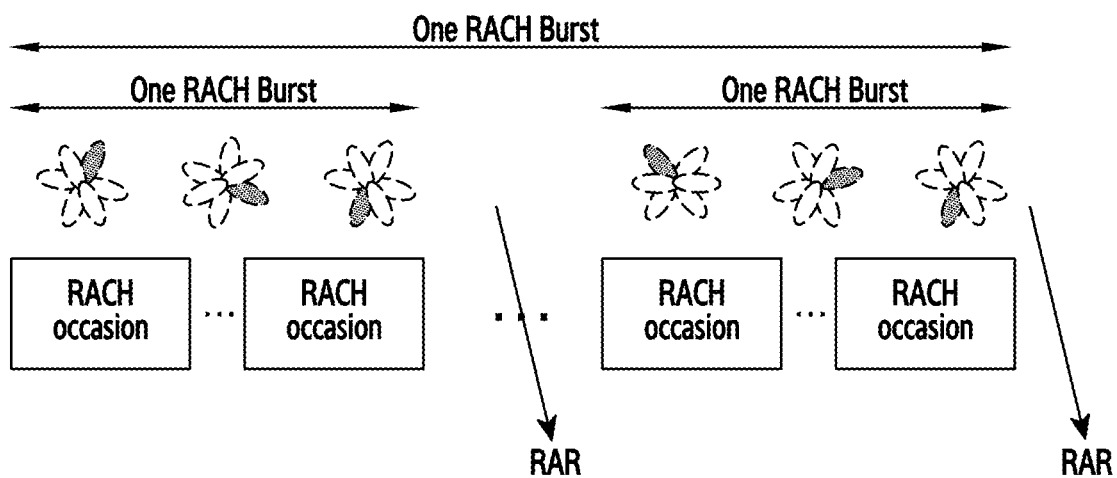 One RACH Burst
One RACH Burst
One RACH Burst
RACH
occasion
...
RACH
occasion
...
RACH
occasion
...
RACH
occasion
RAR
RAR